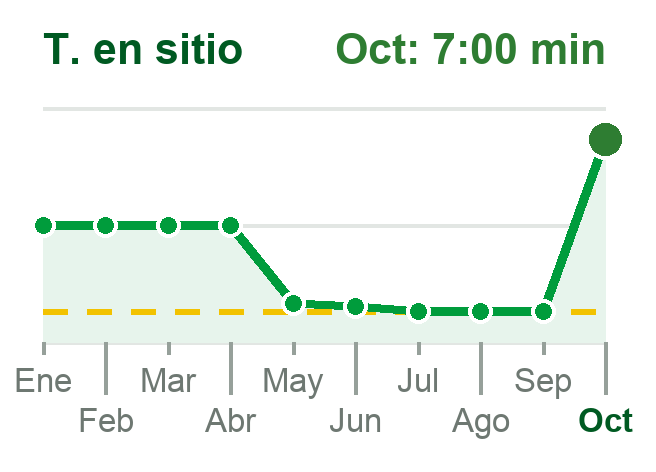 T. en sitio
Oct: 7:00 min
Ene
Feb
Mar
Abr
May
Jun
Jul
Ago
Sep
Oct